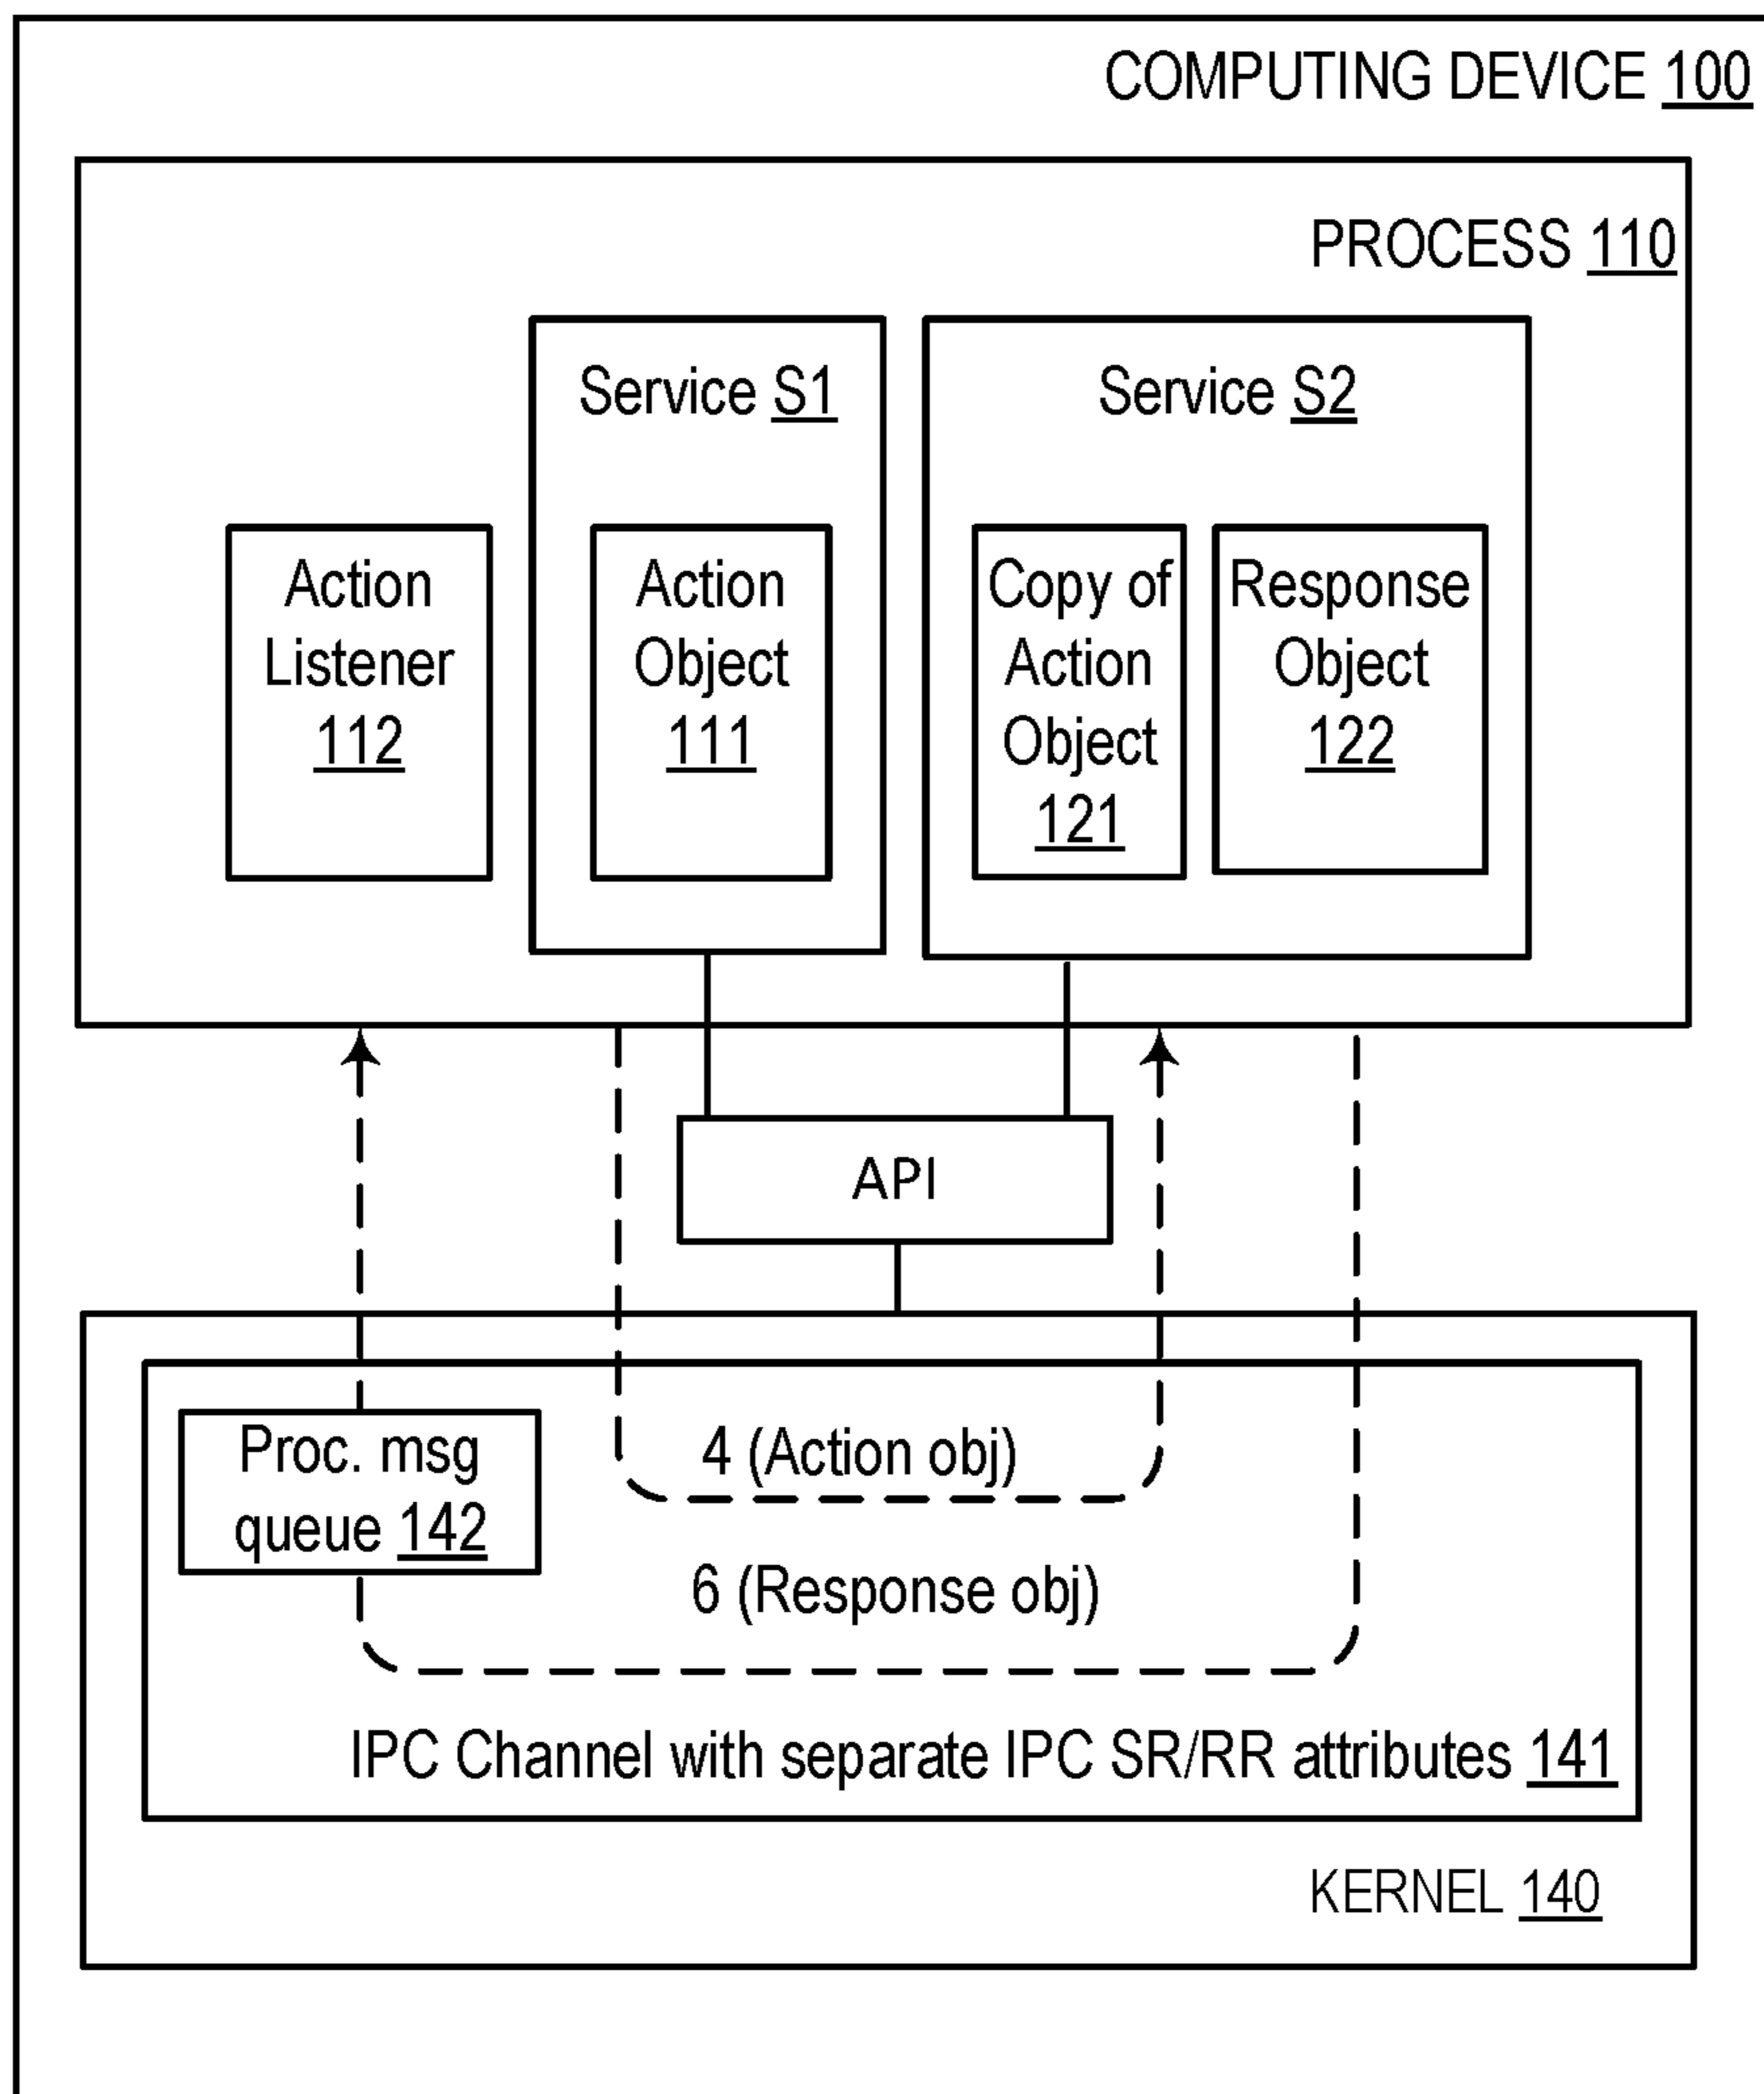 COMPUTING DEVICE 100
PROCESS 110
Service S1
Service S2
Action
Listener
112
Action
Object
111
Copy of
Action
Object
121
Response
Object
122
API
Proc. msg
queue 142
4 (Action obj)
6 (Response obj)
IPC Channel with separate IPC SR/RR attributes 141
KERNEL 140